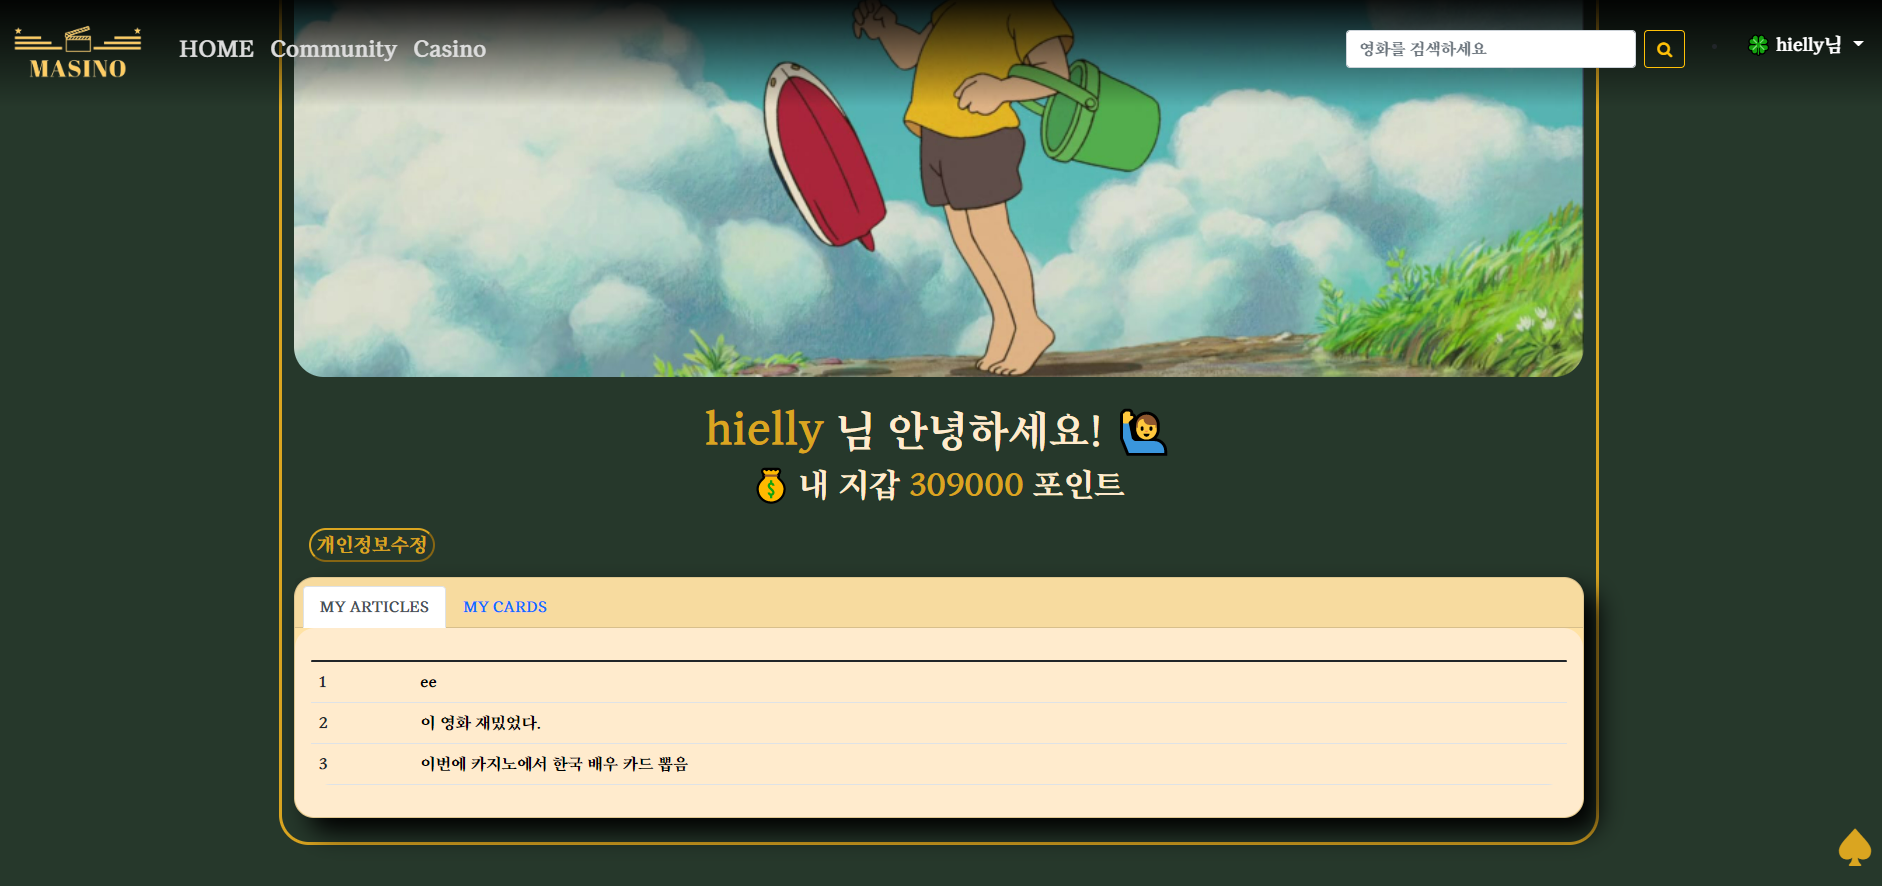 MASINO
HOME Community Casino
영화를 검색하세요
hielly님
hielly 님 안녕하세요!
내 지갑 309000 포인트
개인정보수정
MY ARTICLES MY CARDS
1 ee
2 이 영화 재밌었다.
3 이번에 카지노에서 한국 배우 카드 뽑음